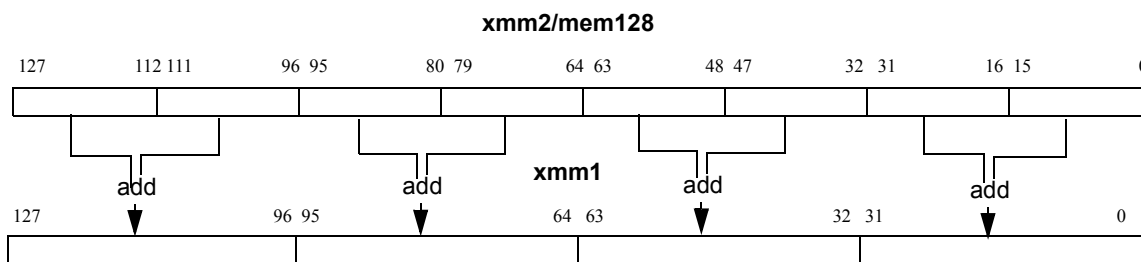 xmm2/mem128
127 112 111 96 95 80 79 64 63 48 47 32 31 16 15 0
xmm1
add add add add
127 96 95 64 63 32 31 0